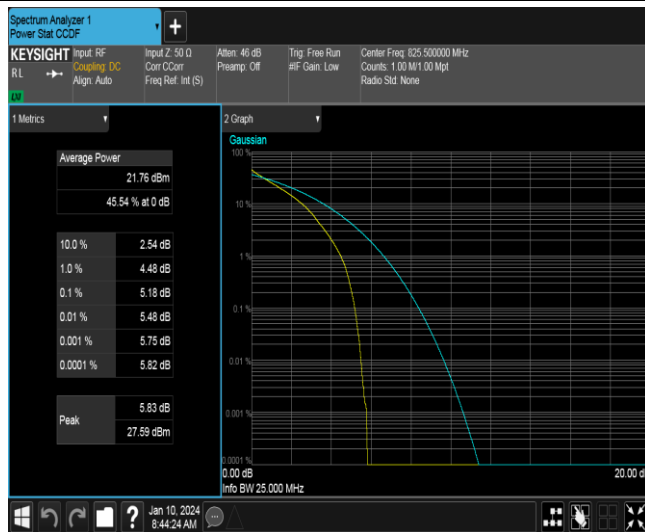 Spectrum Analyzer 1
Power Stat CCDF
+
KEYSIGHT Input: RF Input Z: 50 Ω Atten: 46 dB Trig: Free Run Center Freq: 825.500000 MHz
RL Coupling: DC Corr CCorr Preamp: Off #IF Gain: Low Counts: 1.00 M/1.00 Mpt
Align: Auto Freq Ref: Int (S) Radio Std: None
1 Metrics 2 Graph
Gaussian
Average Power
21.76 dBm
45.54 % at 0 dB
10.0 % 2.54 dB
1.0 % 4.48 dB
0.1 % 5.18 dB
0.01 % 5.48 dB
0.001 % 5.75 dB
0.0001 % 5.82 dB
Peak 5.83 dB
27.59 dBm
100 %
10 %
1 %
0.1 %
0.01 %
0.001 %
0.0001 %
0.00 dB 20.00 d
Info BW 25.000 MHz
? Jan 10, 2024
8:44:24 AM